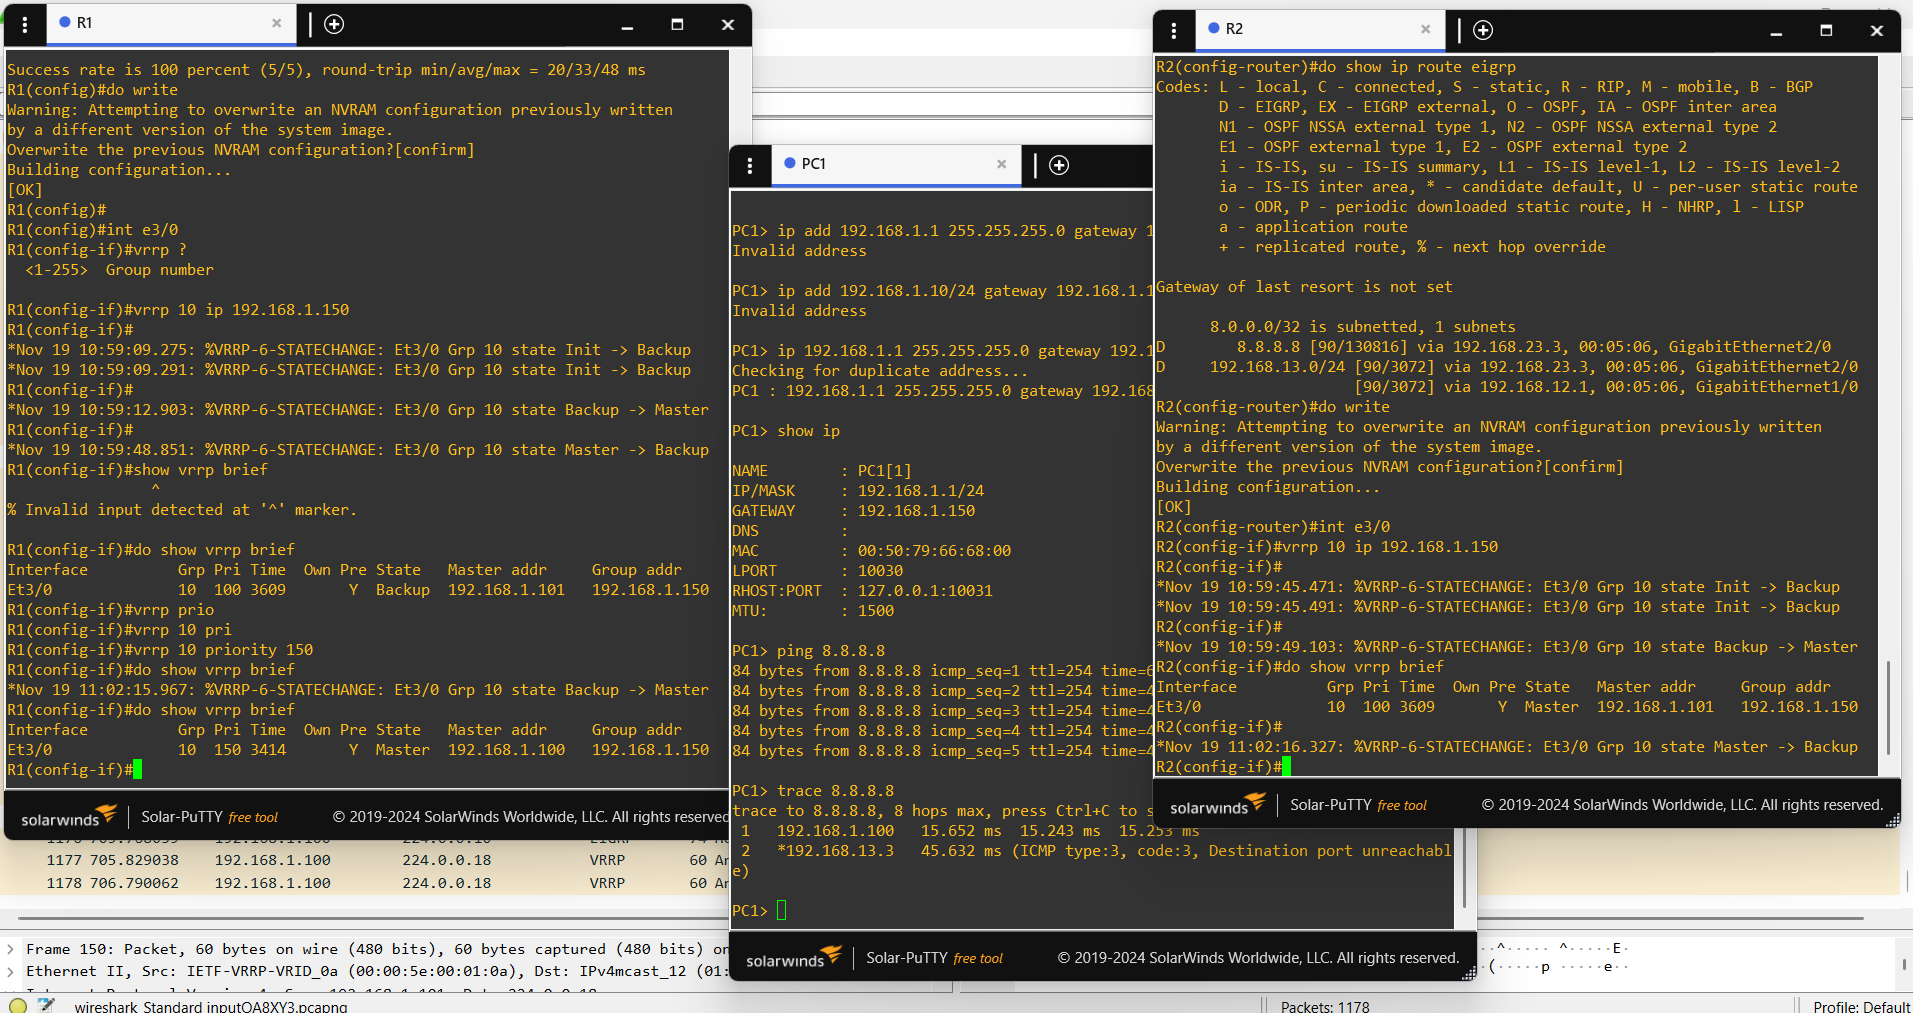 R1
Success rate is 100 percent (5/5), round-trip min/avg/max = 20/33/48 ms
R1(config)#do write
Warning: Attempting to overwrite an NVRAM configuration previously written
by a different version of the system image.
Overwrite the previous NVRAM configuration?[confirm]
Building configuration...
[OK]
R1(config)#
R1(config)#int e3/0
R1(config-if)#vrrp ?
  <1-255>  Group number

R1(config-if)#vrrp 10 ip 192.168.1.150
R1(config-if)#
*Nov 19 10:59:09.275: %VRRP-6-STATECHANGE: Et3/0 Grp 10 state Init -> Backup
*Nov 19 10:59:09.291: %VRRP-6-STATECHANGE: Et3/0 Grp 10 state Init -> Backup
R1(config-if)#
*Nov 19 10:59:12.903: %VRRP-6-STATECHANGE: Et3/0 Grp 10 state Backup -> Master
R1(config-if)#
*Nov 19 10:59:48.851: %VRRP-6-STATECHANGE: Et3/0 Grp 10 state Master -> Backup
R1(config-if)#show vrrp brief
                ^
% Invalid input detected at '^' marker.

R1(config-if)#do show vrrp brief
Interface          Grp Pri Time  Own Pre State   Master addr     Group addr
Et3/0              10  100 3609       Y  Backup  192.168.1.101   192.168.1.150
R1(config-if)#vrrp prio
R1(config-if)#vrrp 10 pri
R1(config-if)#vrrp 10 priority 150
R1(config-if)#do show vrrp brief
*Nov 19 11:02:15.967: %VRRP-6-STATECHANGE: Et3/0 Grp 10 state Backup -> Master
R1(config-if)#do show vrrp brief
Interface          Grp Pri Time  Own Pre State   Master addr     Group addr
Et3/0              10  150 3414       Y  Master  192.168.1.100   192.168.1.150
R1(config-if)#
solarwinds Solar-PuTTY free tool © 2019-2024 SolarWinds Worldwide, LLC. All rights reserved
PC1
PC1> ip add 192.168.1.1 255.255.255.0 gateway 1
Invalid address

PC1> ip add 192.168.1.10/24 gateway 192.168.1.1
Invalid address

PC1> ip 192.168.1.1 255.255.255.0 gateway 192.1
Checking for duplicate address...
PC1 : 192.168.1.1 255.255.255.0 gateway 192.168

PC1> show ip

NAME        : PC1[1]
IP/MASK     : 192.168.1.1/24
GATEWAY     : 192.168.1.150
DNS         :
MAC         : 00:50:79:66:68:00
LPORT       : 10030
RHOST:PORT  : 127.0.0.1:10031
MTU:        : 1500

PC1> ping 8.8.8.8
84 bytes from 8.8.8.8 icmp_seq=1 ttl=254 time=6
84 bytes from 8.8.8.8 icmp_seq=2 ttl=254 time=4
84 bytes from 8.8.8.8 icmp_seq=3 ttl=254 time=4
84 bytes from 8.8.8.8 icmp_seq=4 ttl=254 time=4
84 bytes from 8.8.8.8 icmp_seq=5 ttl=254 time=4

PC1> trace 8.8.8.8
trace to 8.8.8.8, 8 hops max, press Ctrl+C to s
 1   192.168.1.100   15.652 ms  15.243 ms  15.253 ms
 2   *192.168.13.3   45.632 ms (ICMP type:3, code:3, Destination port unreachabl
e)

PC1>
solarwinds Solar-PuTTY free tool © 2019-2024 SolarWinds Worldwide, LLC. All rights reserved.
R2
R2(config-router)#do show ip route eigrp
Codes: L - local, C - connected, S - static, R - RIP, M - mobile, B - BGP
       D - EIGRP, EX - EIGRP external, O - OSPF, IA - OSPF inter area
       N1 - OSPF NSSA external type 1, N2 - OSPF NSSA external type 2
       E1 - OSPF external type 1, E2 - OSPF external type 2
       i - IS-IS, su - IS-IS summary, L1 - IS-IS level-1, L2 - IS-IS level-2
       ia - IS-IS inter area, * - candidate default, U - per-user static route
       o - ODR, P - periodic downloaded static route, H - NHRP, l - LISP
       a - application route
       + - replicated route, % - next hop override

Gateway of last resort is not set

      8.0.0.0/32 is subnetted, 1 subnets
D        8.8.8.8 [90/130816] via 192.168.23.3, 00:05:06, GigabitEthernet2/0
D     192.168.13.0/24 [90/3072] via 192.168.23.3, 00:05:06, GigabitEthernet2/0
                      [90/3072] via 192.168.12.1, 00:05:06, GigabitEthernet1/0
R2(config-router)#do write
Warning: Attempting to overwrite an NVRAM configuration previously written
by a different version of the system image.
Overwrite the previous NVRAM configuration?[confirm]
Building configuration...
[OK]
R2(config-router)#int e3/0
R2(config-if)#vrrp 10 ip 192.168.1.150
R2(config-if)#
*Nov 19 10:59:45.471: %VRRP-6-STATECHANGE: Et3/0 Grp 10 state Init -> Backup
*Nov 19 10:59:45.491: %VRRP-6-STATECHANGE: Et3/0 Grp 10 state Init -> Backup
R2(config-if)#
*Nov 19 10:59:49.103: %VRRP-6-STATECHANGE: Et3/0 Grp 10 state Backup -> Master
R2(config-if)#do show vrrp brief
Interface          Grp Pri Time  Own Pre State   Master addr     Group addr
Et3/0              10  100 3609       Y  Master  192.168.1.101   192.168.1.150
R2(config-if)#
*Nov 19 11:02:16.327: %VRRP-6-STATECHANGE: Et3/0 Grp 10 state Master -> Backup
R2(config-if)#
solarwinds Solar-PuTTY free tool © 2019-2024 SolarWinds Worldwide, LLC. All rights reserved.
1177 705.829038 192.168.1.100 224.0.0.18 VRRP 60 Ar
1178 706.790062 192.168.1.100 224.0.0.18 VRRP 60 Ar
Frame 150: Packet, 60 bytes on wire (480 bits), 60 bytes captured (480 bits) on
Ethernet II, Src: IETF-VRRP-VRID_0a (00:00:5e:00:01:0a), Dst: IPv4mcast_12 (01:
··^····· ^·····E·
·(·····p ·····e··
wireshark_Standard inputOA8XY3.pcapng
Packets: 1178
Profile: Default